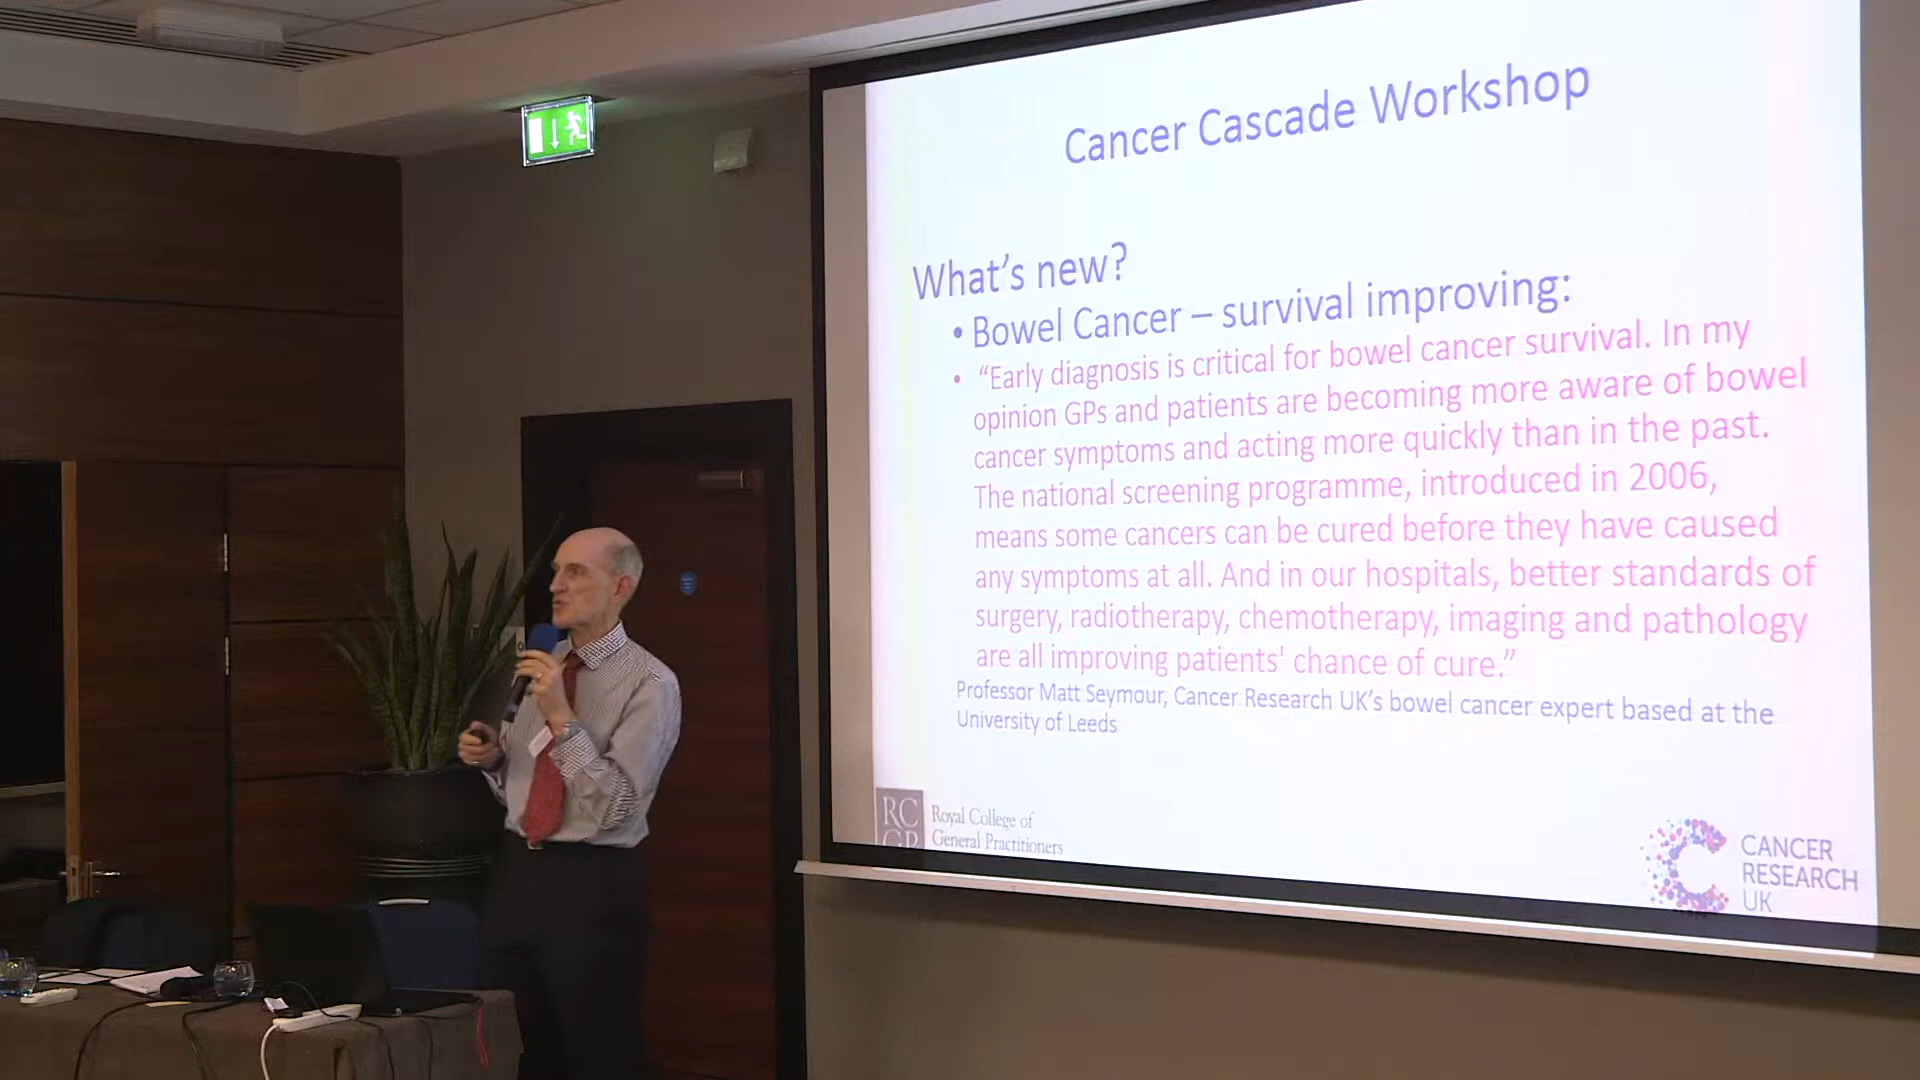 Cancer Cascade Workshop
What's new?
• Bowel Cancer – survival improving:
• “Early diagnosis is critical for bowel cancer survival. In my
opinion GPs and patients are becoming more aware of bowel
cancer symptoms and acting more quickly than in the past.
The national screening programme, introduced in 2006,
means some cancers can be cured before they have caused
any symptoms at all. And in our hospitals, better standards of
surgery, radiotherapy, chemotherapy, imaging and pathology
are all improving patients' chance of cure.”
Professor Matt Seymour, Cancer Research UK’s bowel cancer expert based at the
University of Leeds
RC
GP
Royal College of
General Practitioners
CANCER
RESEARCH
UK